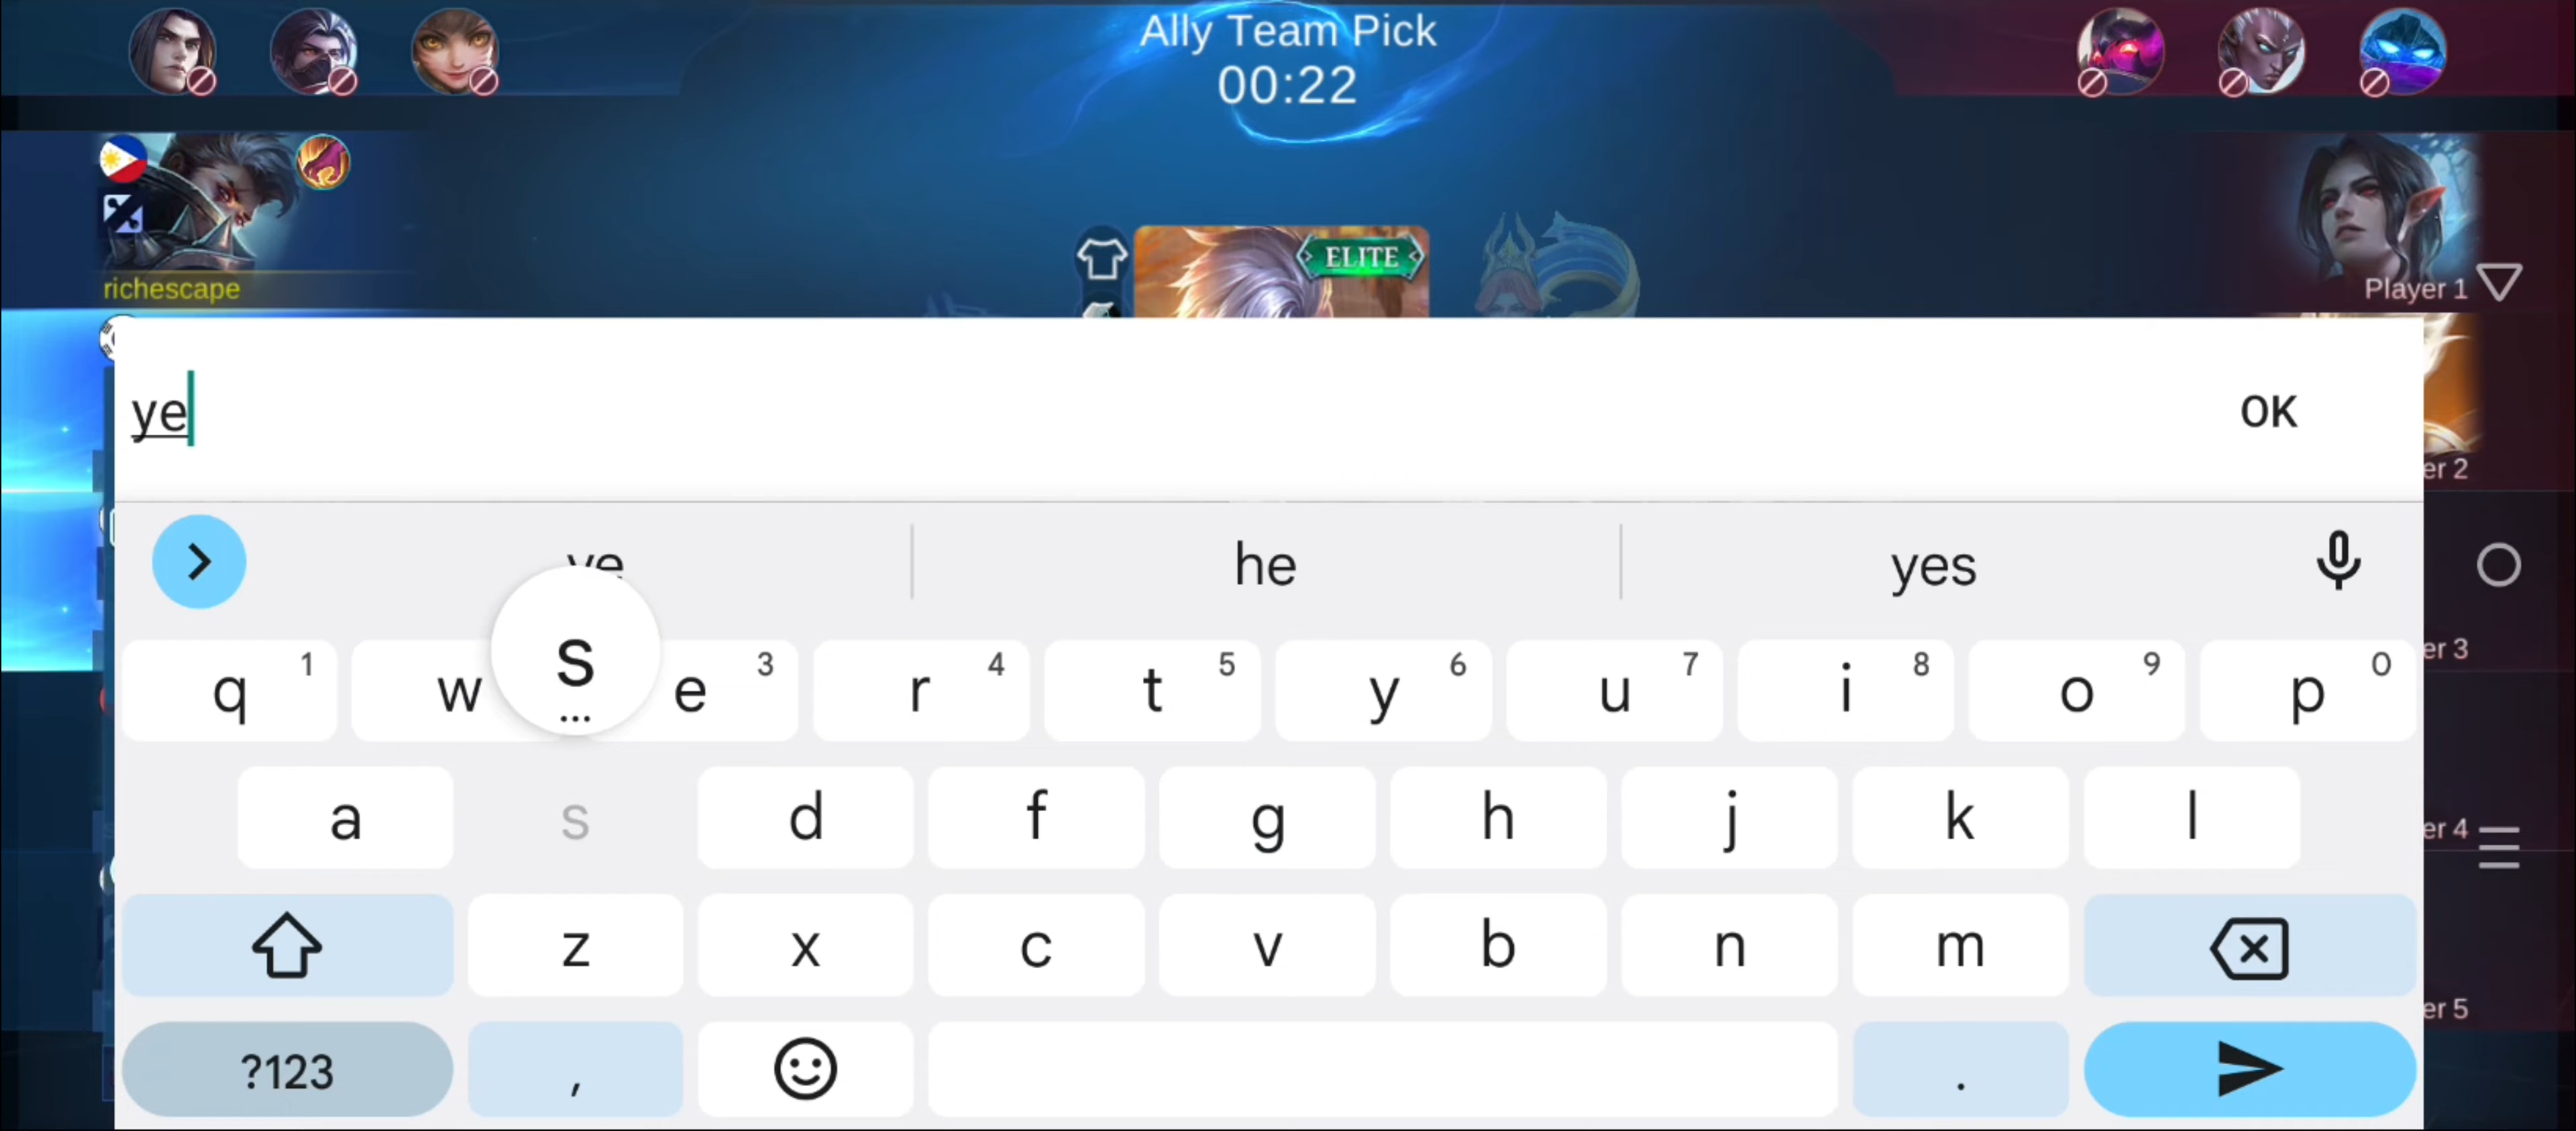 Ally Team Pick
00:22
ELITE
richescape
Player 1
ye
OK
er 2
ye he yes
s
q 1 w e 3 r 4 t 5 y 6 u 7 i 8 o 9 p 0
er 3
a s d f g h j k l
er 4
z x c v b n m
er 5
?123 , .